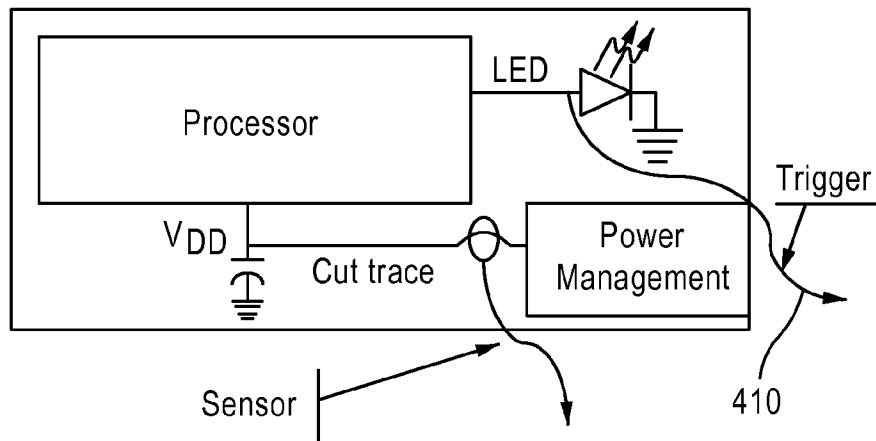 LED
Processor
Trigger
VDD
Cut trace
Power
Management
Sensor
410